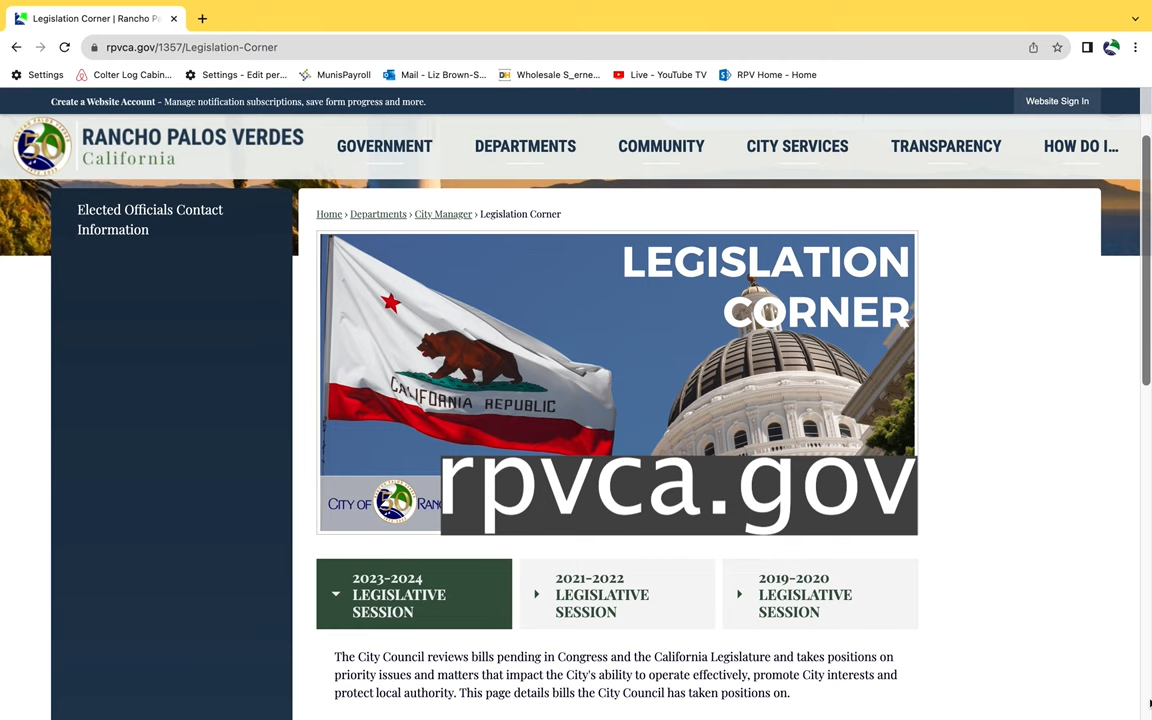 Legislation Corner | Rancho P
rpvca.gov/1357/Legislation-Corner
Settings
Colter Log Cabin...
Settings - Edit per...
MunisPayroll
Mail - Liz Brown-S...
Wholesale S_erne...
Live - YouTube TV
RPV Home - Home
Create a Website Account - Manage notification subscriptions, save form progress and more.
Website Sign In
50
RANCHO PALOS VERDES
California
GOVERNMENT
DEPARTMENTS
COMMUNITY
CITY SERVICES
TRANSPARENCY
HOW DO I...
Elected Officials Contact
Information
Home › Departments › City Manager › Legislation Corner
LEGISLATION
CORNER
CALIFORNIA REPUBLIC
CITY OF
rpvca.gov
2023-2024
LEGISLATIVE
SESSION
2021-2022
LEGISLATIVE
SESSION
2019-2020
LEGISLATIVE
SESSION
The City Council reviews bills pending in Congress and the California Legislature and takes positions on
priority issues and matters that impact the City's ability to operate effectively, promote City interests and
protect local authority. This page details bills the City Council has taken positions on.